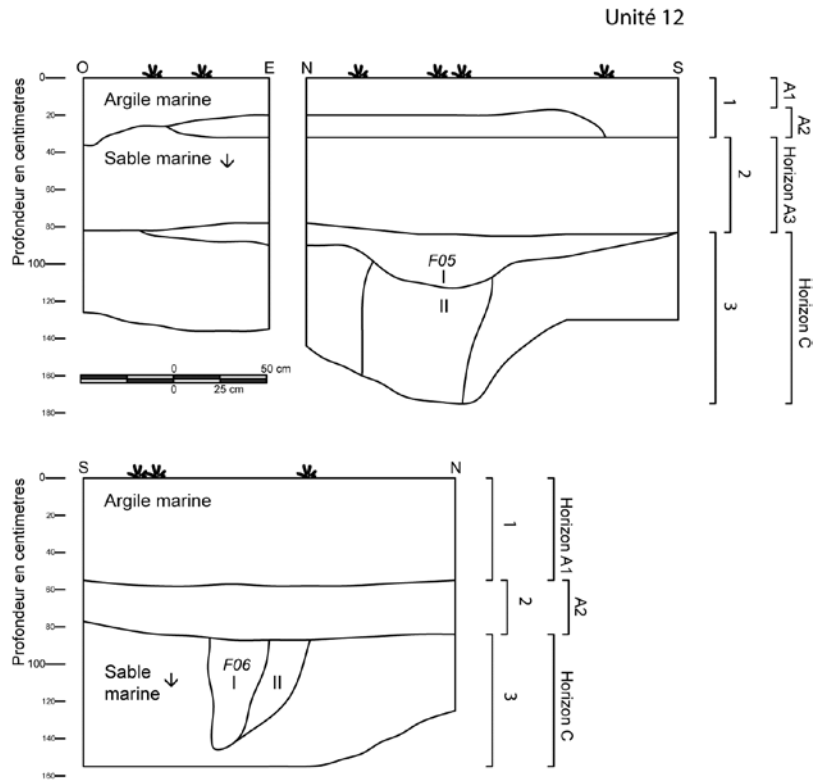 Unité 12
O E N S
Profondeur en centimetres
0
20
40
60
80
100
120
140
160
180
Argile marine
Sable marine
F05
I
II
0 50 cm
0 25 cm
1
2
3
A1
A2
Horizon A3
Horizon C
S N
Profondeur en centimetres
0
20
40
60
80
100
120
140
160
Argile marine
Sable
marine
F06
I II
1
2
3
Horizon A1
A2
Horizon C